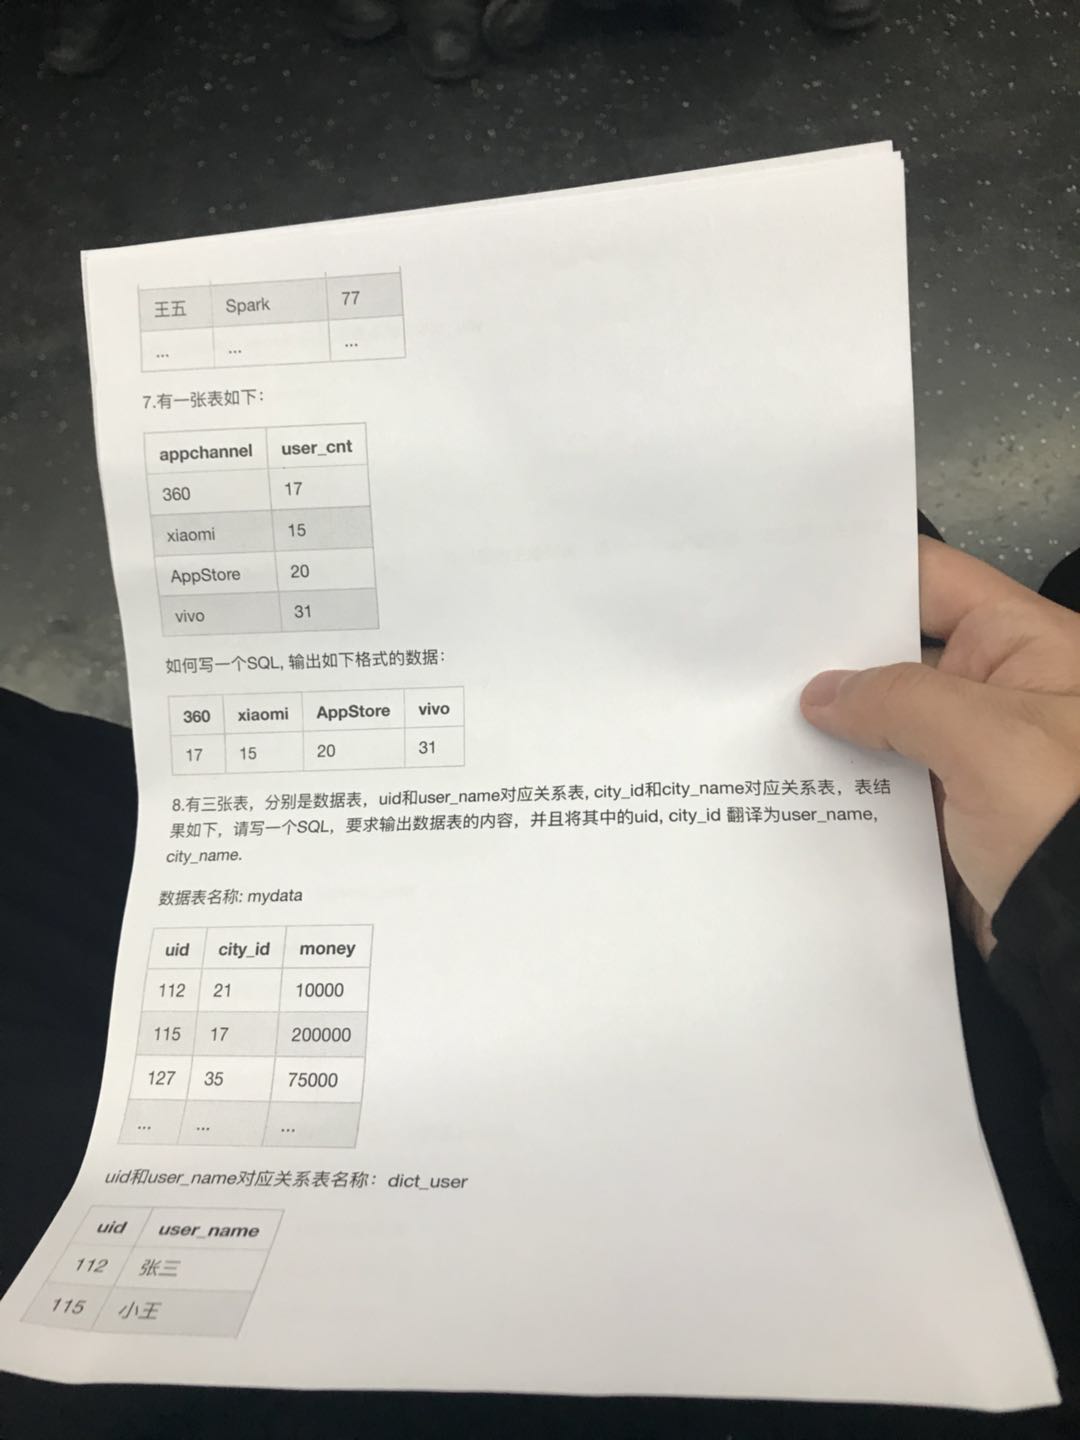 王五 Spark 77
... ... ...
7.有一张表如下：
appchannel user_cnt
360 17
xiaomi 15
AppStore 20
vivo 31
如何写一个SQL, 输出如下格式的数据：
360 xiaomi AppStore vivo
17 15 20 31
8.有三张表，分别是数据表，uid和user_name对应关系表, city_id和city_name对应关系表，表结
果如下，请写一个SQL，要求输出数据表的内容，并且将其中的uid, city_id 翻译为user_name,
city_name.
数据表名称: mydata
uid city_id money
112 21 10000
115 17 200000
127 35 75000
... ... ...
uid和user_name对应关系表名称：dict_user
uid user_name
112 张三
115 小王